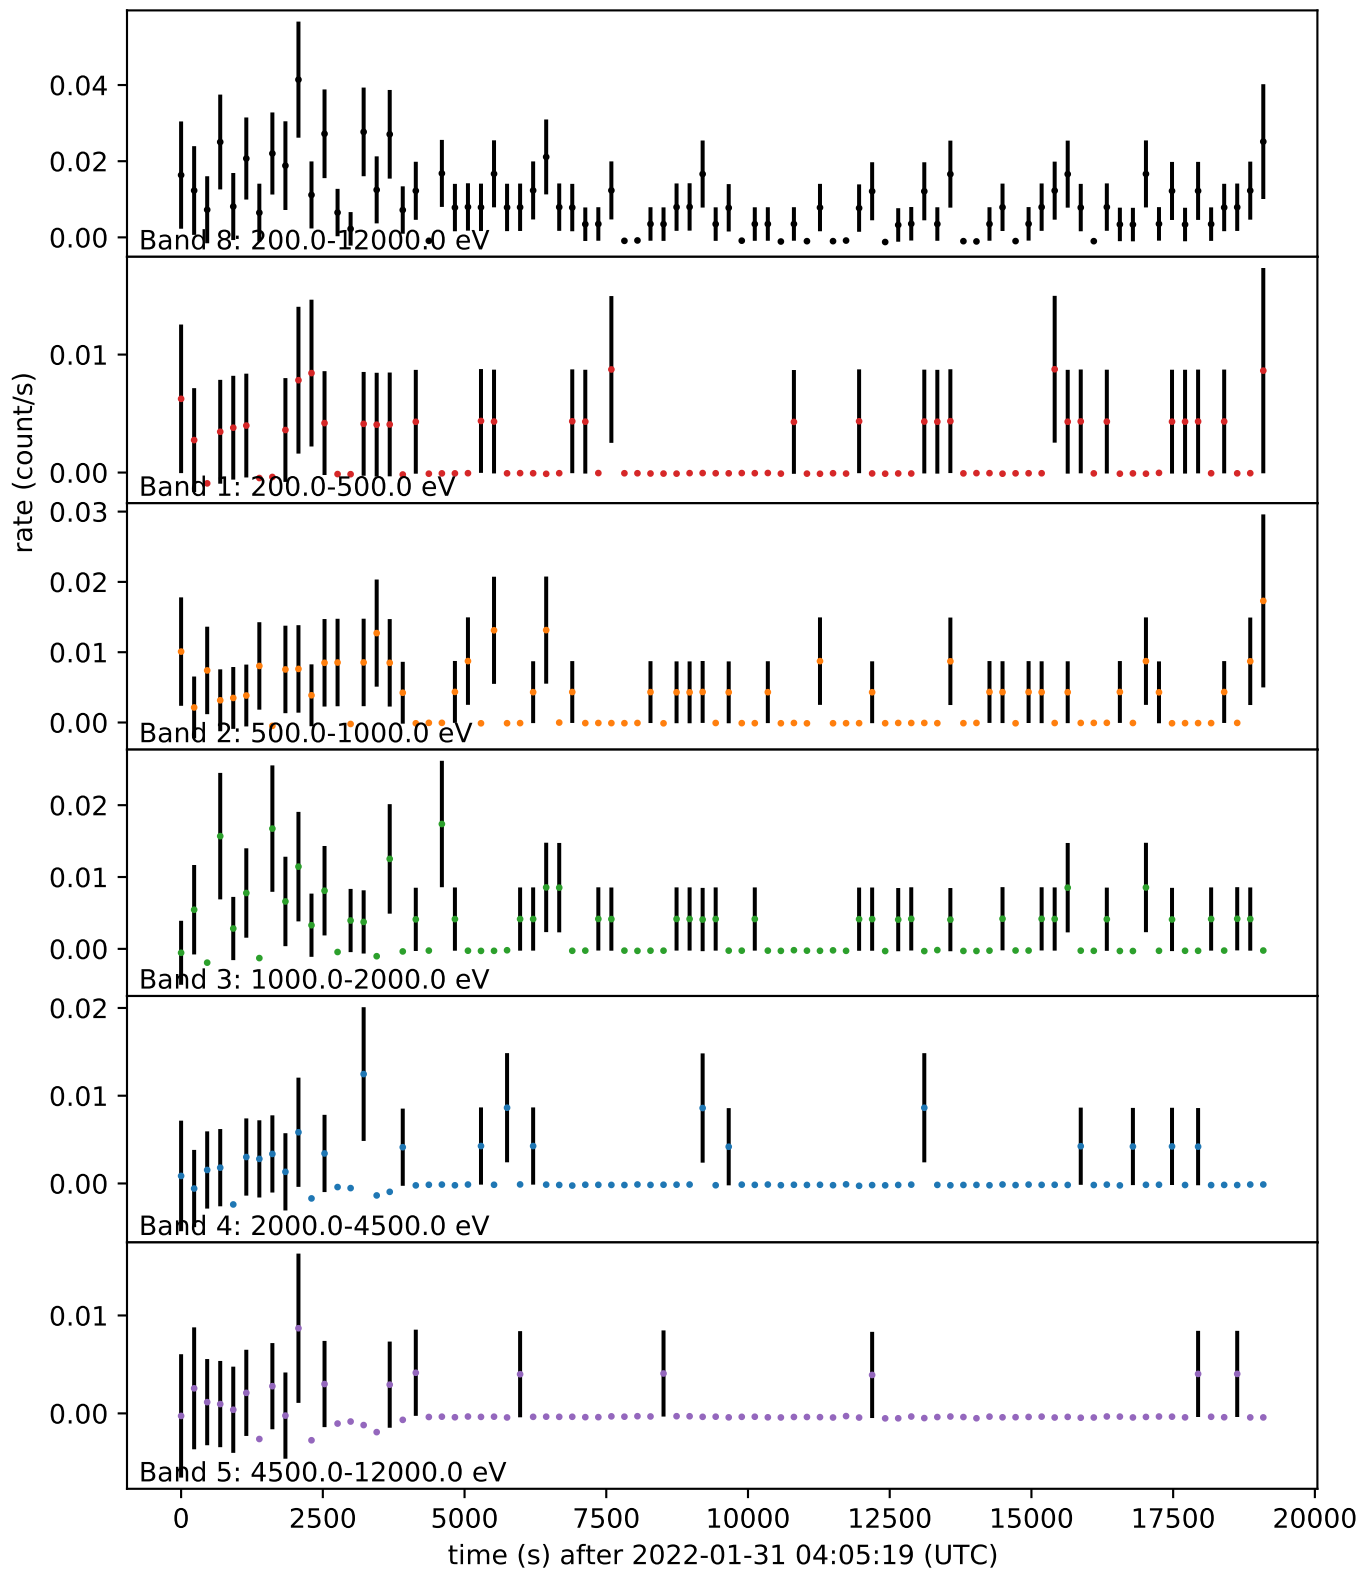 0.04
0.02
0.00
Band 8: 200.0-12000.0 eV
0.01
0.00
Band 1: 200.0-500.0 eV
rate (count/s)
0.03
0.02
0.01
0.00
Band 2: 500.0-1000.0 eV
0.02
0.01
0.00
Band 3: 1000.0-2000.0 eV
0.02
0.01
0.00
Band 4: 2000.0-4500.0 eV
0.01
0.00
Band 5: 4500.0-12000.0 eV
0 2500 5000 7500 10000 12500 15000 17500 20000
time (s) after 2022-01-31 04:05:19 (UTC)